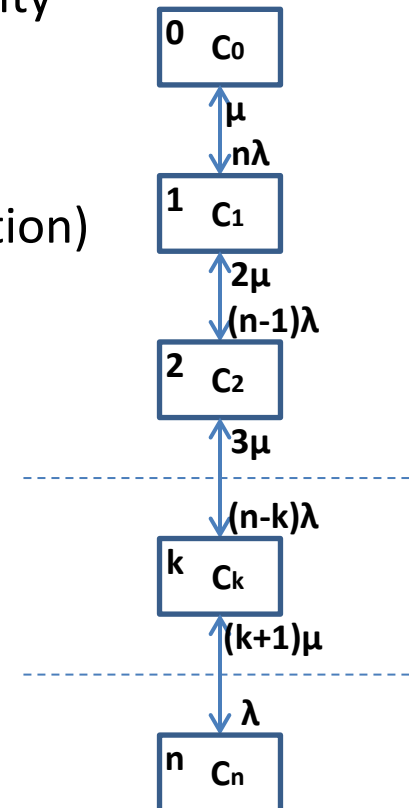 ity
0 C0
μ
nλ
tion)
1 C1
2μ
(n-1)λ
2 C2
3μ
(n-k)λ
k Ck
(k+1)μ
λ
n Cn